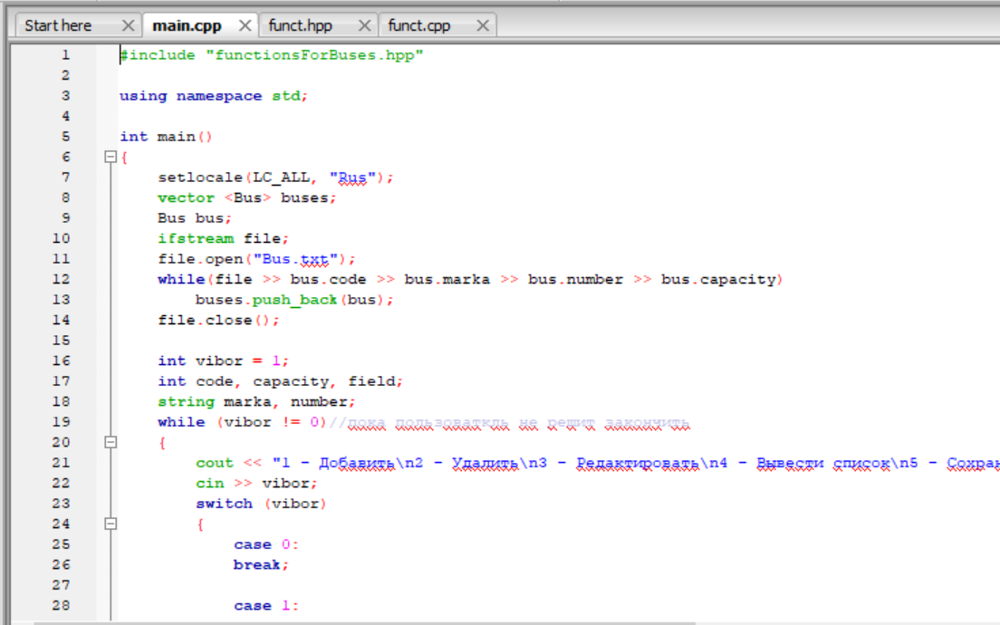 Start here main.cpp funct.hpp funct.cpp
1 #include "functionsForBuses.hpp"
2
3 using namespace std;
4
5 int main()
6 {
7 setlocale(LC_ALL, "Rus");
8 vector <Bus> buses;
9 Bus bus;
10 ifstream file;
11 file.open("Bus.txt");
12 while(file >> bus.code >> bus.marka >> bus.number >> bus.capacity)
13 buses.push_back(bus);
14 file.close();
15
16 int vibor = 1;
17 int code, capacity, field;
18 string marka, number;
19 while (vibor != 0)//пока пользователь не решит закончить
20 {
21 cout << "1 - Добавить\n2 - Удалить\n3 - Редактировать\n4 - Вывести список\n5 - Сохран
22 cin >> vibor;
23 switch (vibor)
24 {
25 case 0:
26 break;
27
28 case 1: